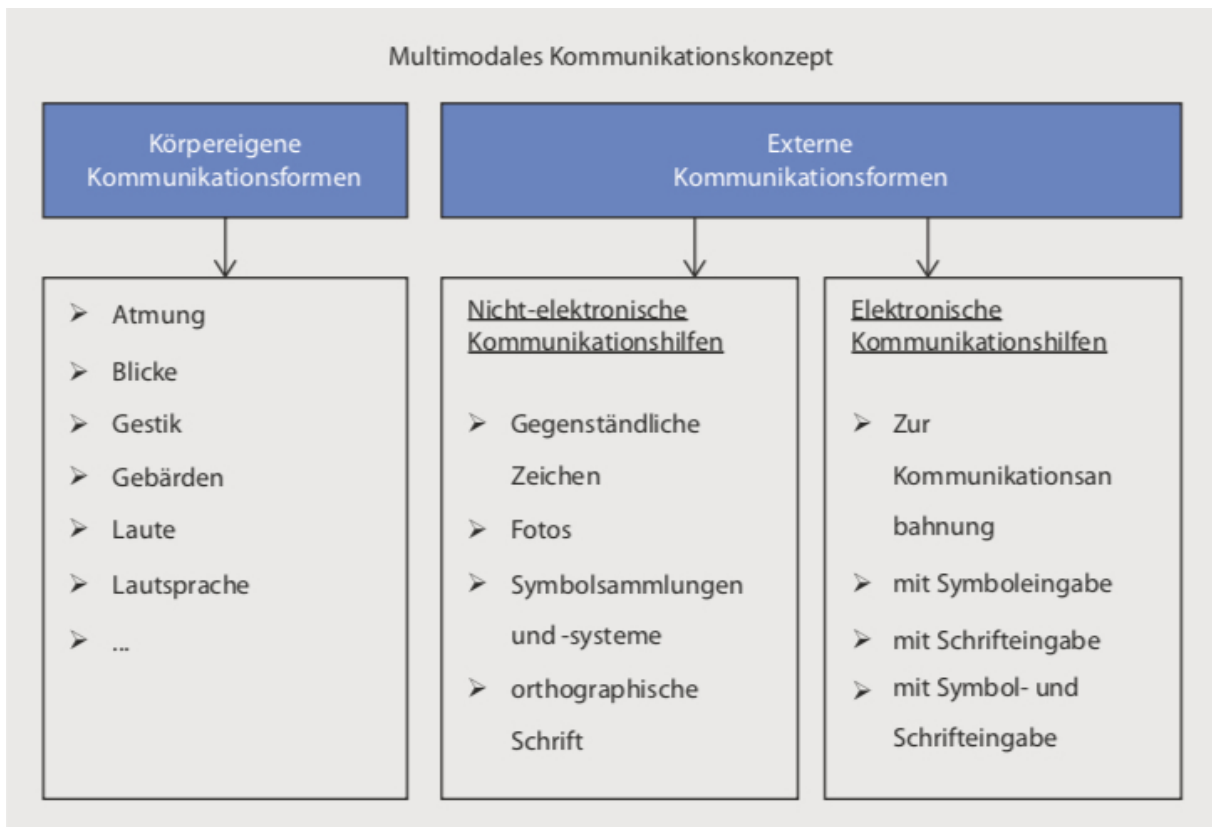 Multimodales Kommunikationskonzept
Körpereigene
Kommunikationsformen
Externe
Kommunikationsformen
➢ Atmung
➢ Blicke
➢ Gestik
➢ Gebärden
➢ Laute
➢ Lautsprache
➢ ...
Nicht-elektronische
Kommunikationshilfen
➢ Gegenständliche
Zeichen
➢ Fotos
➢ Symbolsammlungen
und -systeme
➢ orthographische
Schrift
Elektronische
Kommunikationshilfen
➢ Zur
Kommunikationsan
bahnung
➢ mit Symboleingabe
➢ mit Schrifteingabe
➢ mit Symbol- und
Schrifteingabe